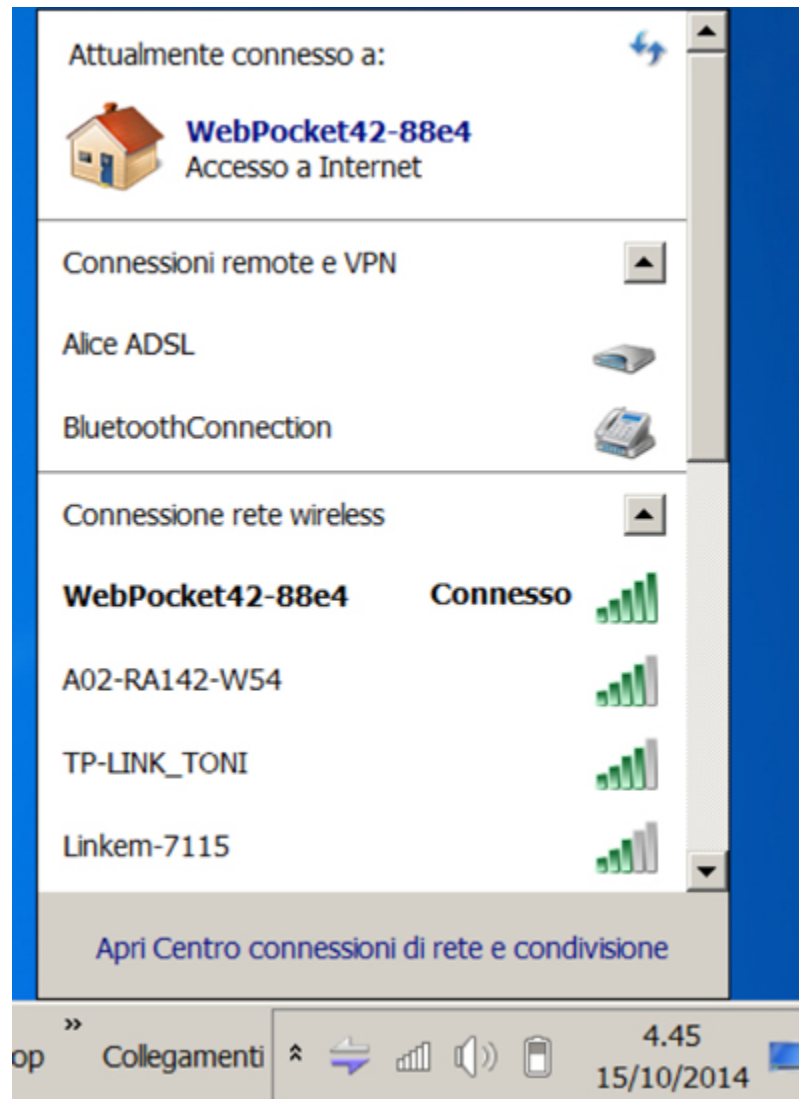 Attualmente connesso a:
WebPocket42-88e4
Accesso a Internet
Connessioni remote e VPN
Alice ADSL
BluetoothConnection
Connessione rete wireless
WebPocket42-88e4 Connesso
A02-RA142-W54
TP-LINK_TONI
Linkem-7115
Apri Centro connessioni di rete e condivisione
op » Collegamenti
4.45
15/10/2014